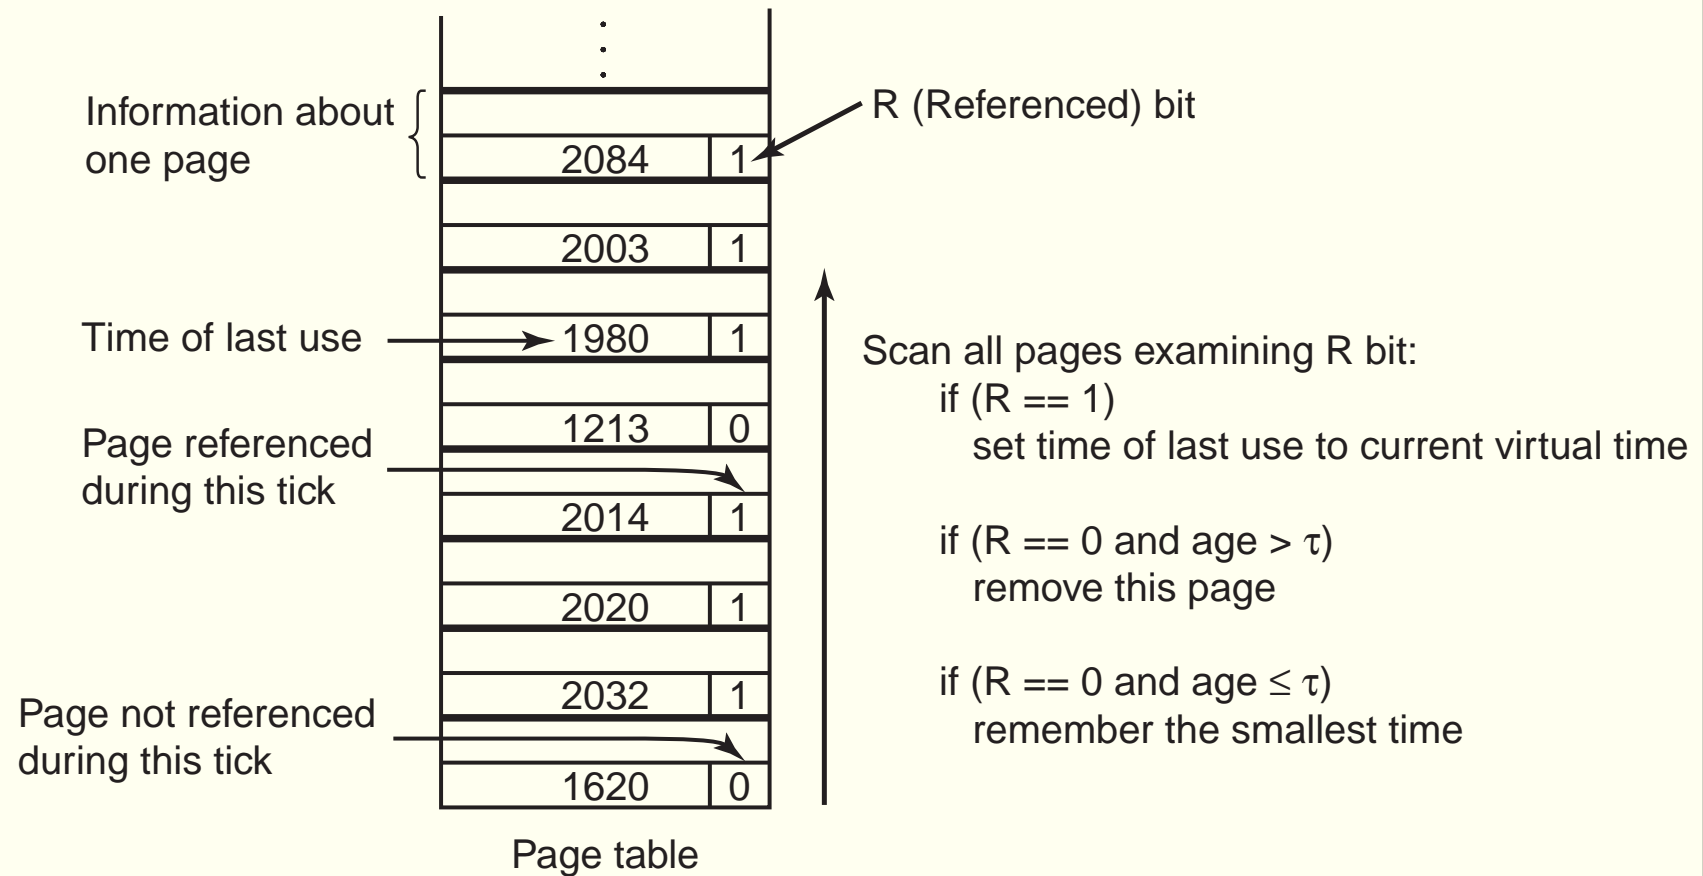 Information about
one page
R (Referenced) bit
2084 1
2003 1
Time of last use
1980 1
Scan all pages examining R bit:
if (R == 1)
set time of last use to current virtual time
1213 0
Page referenced
during this tick
2014 1
if (R == 0 and age > τ)
remove this page
2020 1
2032 1
if (R == 0 and age ≤ τ)
remember the smallest time
Page not referenced
during this tick
1620 0
Page table